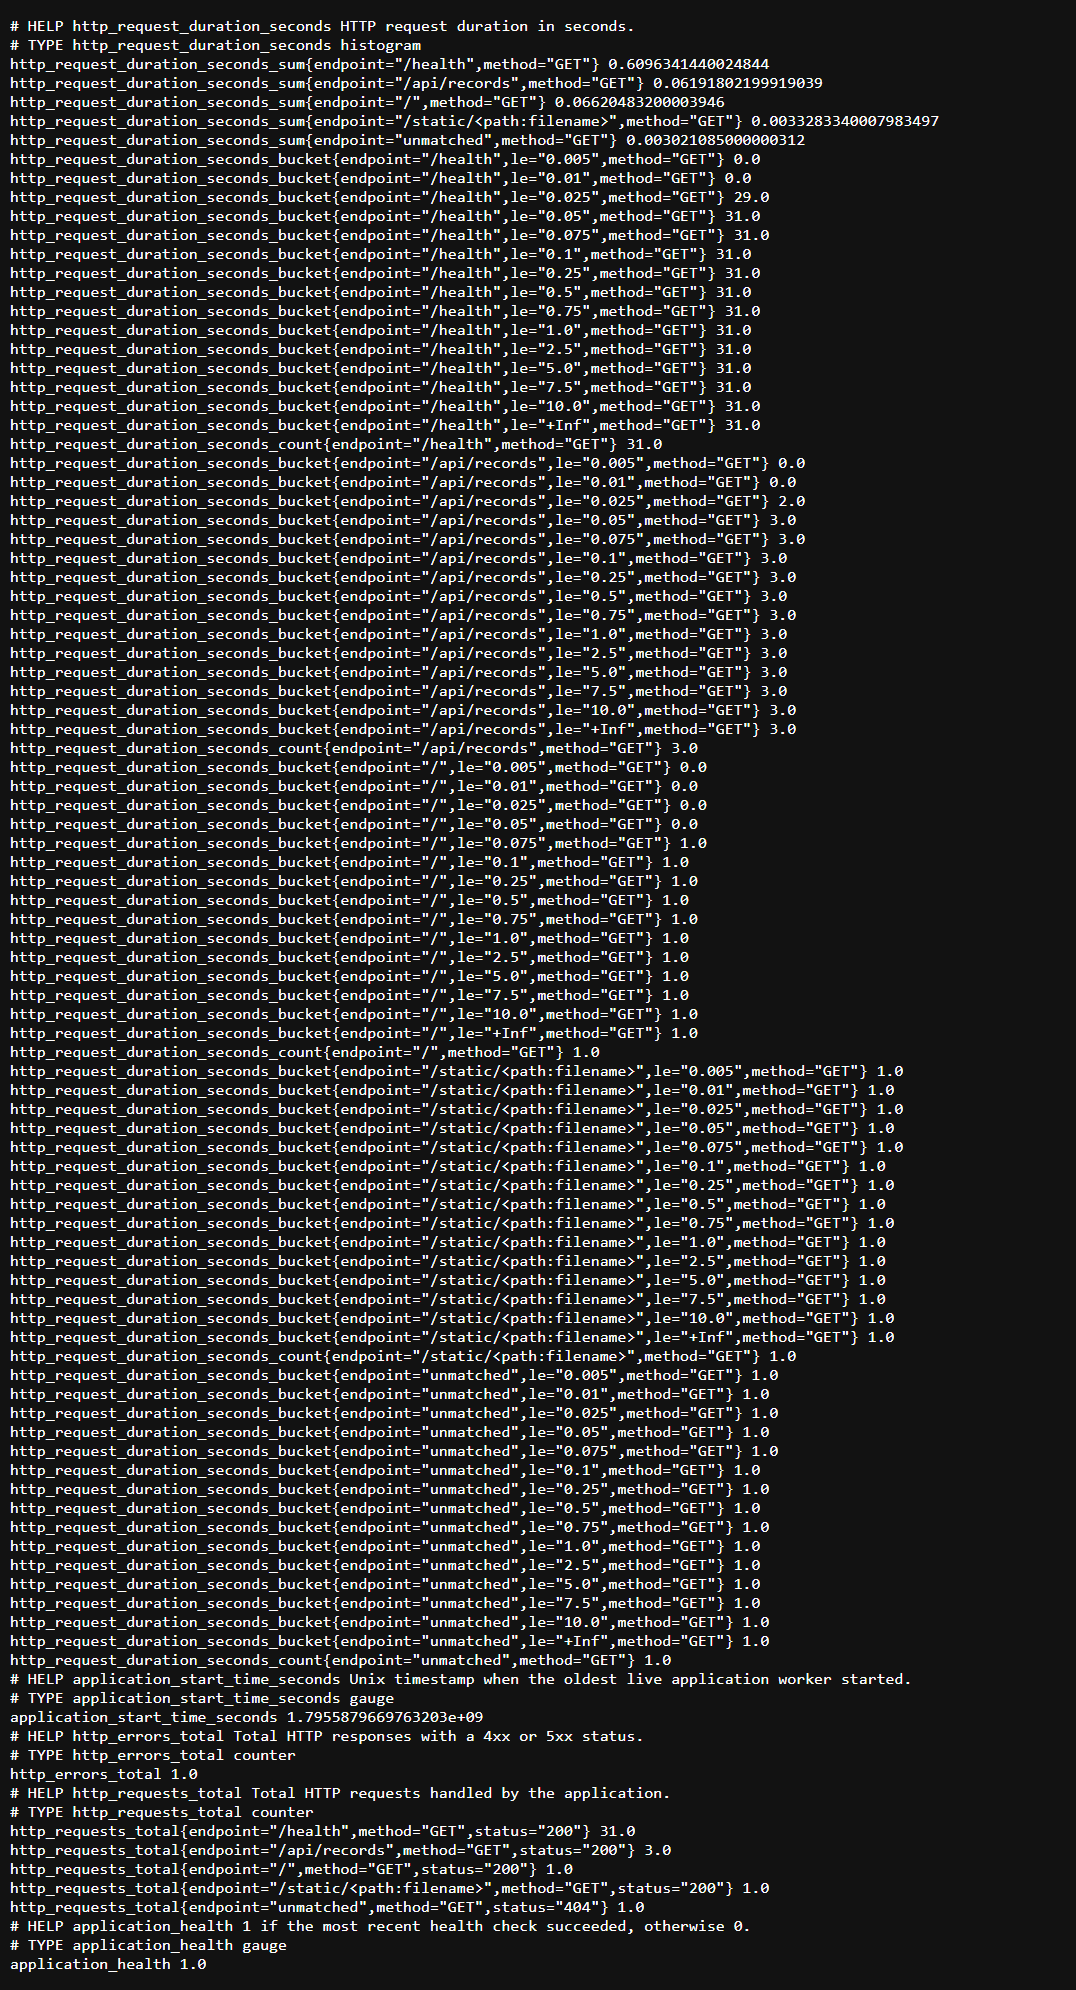 # HELP http_request_duration_seconds HTTP request duration in seconds.
# TYPE http_request_duration_seconds histogram
http_request_duration_seconds_sum{endpoint="/health",method="GET"} 0.6096341440024844
http_request_duration_seconds_sum{endpoint="/api/records",method="GET"} 0.06191802199919039
http_request_duration_seconds_sum{endpoint="/",method="GET"} 0.06620483200003946
http_request_duration_seconds_sum{endpoint="/static/<path:filename>",method="GET"} 0.0033283340007983497
http_request_duration_seconds_sum{endpoint="unmatched",method="GET"} 0.003021085000000312
http_request_duration_seconds_bucket{endpoint="/health",le="0.005",method="GET"} 0.0
http_request_duration_seconds_bucket{endpoint="/health",le="0.01",method="GET"} 0.0
http_request_duration_seconds_bucket{endpoint="/health",le="0.025",method="GET"} 29.0
http_request_duration_seconds_bucket{endpoint="/health",le="0.05",method="GET"} 31.0
http_request_duration_seconds_bucket{endpoint="/health",le="0.075",method="GET"} 31.0
http_request_duration_seconds_bucket{endpoint="/health",le="0.1",method="GET"} 31.0
http_request_duration_seconds_bucket{endpoint="/health",le="0.25",method="GET"} 31.0
http_request_duration_seconds_bucket{endpoint="/health",le="0.5",method="GET"} 31.0
http_request_duration_seconds_bucket{endpoint="/health",le="0.75",method="GET"} 31.0
http_request_duration_seconds_bucket{endpoint="/health",le="1.0",method="GET"} 31.0
http_request_duration_seconds_bucket{endpoint="/health",le="2.5",method="GET"} 31.0
http_request_duration_seconds_bucket{endpoint="/health",le="5.0",method="GET"} 31.0
http_request_duration_seconds_bucket{endpoint="/health",le="7.5",method="GET"} 31.0
http_request_duration_seconds_bucket{endpoint="/health",le="10.0",method="GET"} 31.0
http_request_duration_seconds_bucket{endpoint="/health",le="+Inf",method="GET"} 31.0
http_request_duration_seconds_count{endpoint="/health",method="GET"} 31.0
http_request_duration_seconds_bucket{endpoint="/api/records",le="0.005",method="GET"} 0.0
http_request_duration_seconds_bucket{endpoint="/api/records",le="0.01",method="GET"} 0.0
http_request_duration_seconds_bucket{endpoint="/api/records",le="0.025",method="GET"} 2.0
http_request_duration_seconds_bucket{endpoint="/api/records",le="0.05",method="GET"} 3.0
http_request_duration_seconds_bucket{endpoint="/api/records",le="0.075",method="GET"} 3.0
http_request_duration_seconds_bucket{endpoint="/api/records",le="0.1",method="GET"} 3.0
http_request_duration_seconds_bucket{endpoint="/api/records",le="0.25",method="GET"} 3.0
http_request_duration_seconds_bucket{endpoint="/api/records",le="0.5",method="GET"} 3.0
http_request_duration_seconds_bucket{endpoint="/api/records",le="0.75",method="GET"} 3.0
http_request_duration_seconds_bucket{endpoint="/api/records",le="1.0",method="GET"} 3.0
http_request_duration_seconds_bucket{endpoint="/api/records",le="2.5",method="GET"} 3.0
http_request_duration_seconds_bucket{endpoint="/api/records",le="5.0",method="GET"} 3.0
http_request_duration_seconds_bucket{endpoint="/api/records",le="7.5",method="GET"} 3.0
http_request_duration_seconds_bucket{endpoint="/api/records",le="10.0",method="GET"} 3.0
http_request_duration_seconds_bucket{endpoint="/api/records",le="+Inf",method="GET"} 3.0
http_request_duration_seconds_count{endpoint="/api/records",method="GET"} 3.0
http_request_duration_seconds_bucket{endpoint="/",le="0.005",method="GET"} 0.0
http_request_duration_seconds_bucket{endpoint="/",le="0.01",method="GET"} 0.0
http_request_duration_seconds_bucket{endpoint="/",le="0.025",method="GET"} 0.0
http_request_duration_seconds_bucket{endpoint="/",le="0.05",method="GET"} 0.0
http_request_duration_seconds_bucket{endpoint="/",le="0.075",method="GET"} 1.0
http_request_duration_seconds_bucket{endpoint="/",le="0.1",method="GET"} 1.0
http_request_duration_seconds_bucket{endpoint="/",le="0.25",method="GET"} 1.0
http_request_duration_seconds_bucket{endpoint="/",le="0.5",method="GET"} 1.0
http_request_duration_seconds_bucket{endpoint="/",le="0.75",method="GET"} 1.0
http_request_duration_seconds_bucket{endpoint="/",le="1.0",method="GET"} 1.0
http_request_duration_seconds_bucket{endpoint="/",le="2.5",method="GET"} 1.0
http_request_duration_seconds_bucket{endpoint="/",le="5.0",method="GET"} 1.0
http_request_duration_seconds_bucket{endpoint="/",le="7.5",method="GET"} 1.0
http_request_duration_seconds_bucket{endpoint="/",le="10.0",method="GET"} 1.0
http_request_duration_seconds_bucket{endpoint="/",le="+Inf",method="GET"} 1.0
http_request_duration_seconds_count{endpoint="/",method="GET"} 1.0
http_request_duration_seconds_bucket{endpoint="/static/<path:filename>",le="0.005",method="GET"} 1.0
http_request_duration_seconds_bucket{endpoint="/static/<path:filename>",le="0.01",method="GET"} 1.0
http_request_duration_seconds_bucket{endpoint="/static/<path:filename>",le="0.025",method="GET"} 1.0
http_request_duration_seconds_bucket{endpoint="/static/<path:filename>",le="0.05",method="GET"} 1.0
http_request_duration_seconds_bucket{endpoint="/static/<path:filename>",le="0.075",method="GET"} 1.0
http_request_duration_seconds_bucket{endpoint="/static/<path:filename>",le="0.1",method="GET"} 1.0
http_request_duration_seconds_bucket{endpoint="/static/<path:filename>",le="0.25",method="GET"} 1.0
http_request_duration_seconds_bucket{endpoint="/static/<path:filename>",le="0.5",method="GET"} 1.0
http_request_duration_seconds_bucket{endpoint="/static/<path:filename>",le="0.75",method="GET"} 1.0
http_request_duration_seconds_bucket{endpoint="/static/<path:filename>",le="1.0",method="GET"} 1.0
http_request_duration_seconds_bucket{endpoint="/static/<path:filename>",le="2.5",method="GET"} 1.0
http_request_duration_seconds_bucket{endpoint="/static/<path:filename>",le="5.0",method="GET"} 1.0
http_request_duration_seconds_bucket{endpoint="/static/<path:filename>",le="7.5",method="GET"} 1.0
http_request_duration_seconds_bucket{endpoint="/static/<path:filename>",le="10.0",method="GET"} 1.0
http_request_duration_seconds_bucket{endpoint="/static/<path:filename>",le="+Inf",method="GET"} 1.0
http_request_duration_seconds_count{endpoint="/static/<path:filename>",method="GET"} 1.0
http_request_duration_seconds_bucket{endpoint="unmatched",le="0.005",method="GET"} 1.0
http_request_duration_seconds_bucket{endpoint="unmatched",le="0.01",method="GET"} 1.0
http_request_duration_seconds_bucket{endpoint="unmatched",le="0.025",method="GET"} 1.0
http_request_duration_seconds_bucket{endpoint="unmatched",le="0.05",method="GET"} 1.0
http_request_duration_seconds_bucket{endpoint="unmatched",le="0.075",method="GET"} 1.0
http_request_duration_seconds_bucket{endpoint="unmatched",le="0.1",method="GET"} 1.0
http_request_duration_seconds_bucket{endpoint="unmatched",le="0.25",method="GET"} 1.0
http_request_duration_seconds_bucket{endpoint="unmatched",le="0.5",method="GET"} 1.0
http_request_duration_seconds_bucket{endpoint="unmatched",le="0.75",method="GET"} 1.0
http_request_duration_seconds_bucket{endpoint="unmatched",le="1.0",method="GET"} 1.0
http_request_duration_seconds_bucket{endpoint="unmatched",le="2.5",method="GET"} 1.0
http_request_duration_seconds_bucket{endpoint="unmatched",le="5.0",method="GET"} 1.0
http_request_duration_seconds_bucket{endpoint="unmatched",le="7.5",method="GET"} 1.0
http_request_duration_seconds_bucket{endpoint="unmatched",le="10.0",method="GET"} 1.0
http_request_duration_seconds_bucket{endpoint="unmatched",le="+Inf",method="GET"} 1.0
http_request_duration_seconds_count{endpoint="unmatched",method="GET"} 1.0
# HELP application_start_time_seconds Unix timestamp when the oldest live application worker started.
# TYPE application_start_time_seconds gauge
application_start_time_seconds 1.7955879669763203e+09
# HELP http_errors_total Total HTTP responses with a 4xx or 5xx status.
# TYPE http_errors_total counter
http_errors_total 1.0
# HELP http_requests_total Total HTTP requests handled by the application.
# TYPE http_requests_total counter
http_requests_total{endpoint="/health",method="GET",status="200"} 31.0
http_requests_total{endpoint="/api/records",method="GET",status="200"} 3.0
http_requests_total{endpoint="/",method="GET",status="200"} 1.0
http_requests_total{endpoint="/static/<path:filename>",method="GET",status="200"} 1.0
http_requests_total{endpoint="unmatched",method="GET",status="404"} 1.0
# HELP application_health 1 if the most recent health check succeeded, otherwise 0.
# TYPE application_health gauge
application_health 1.0